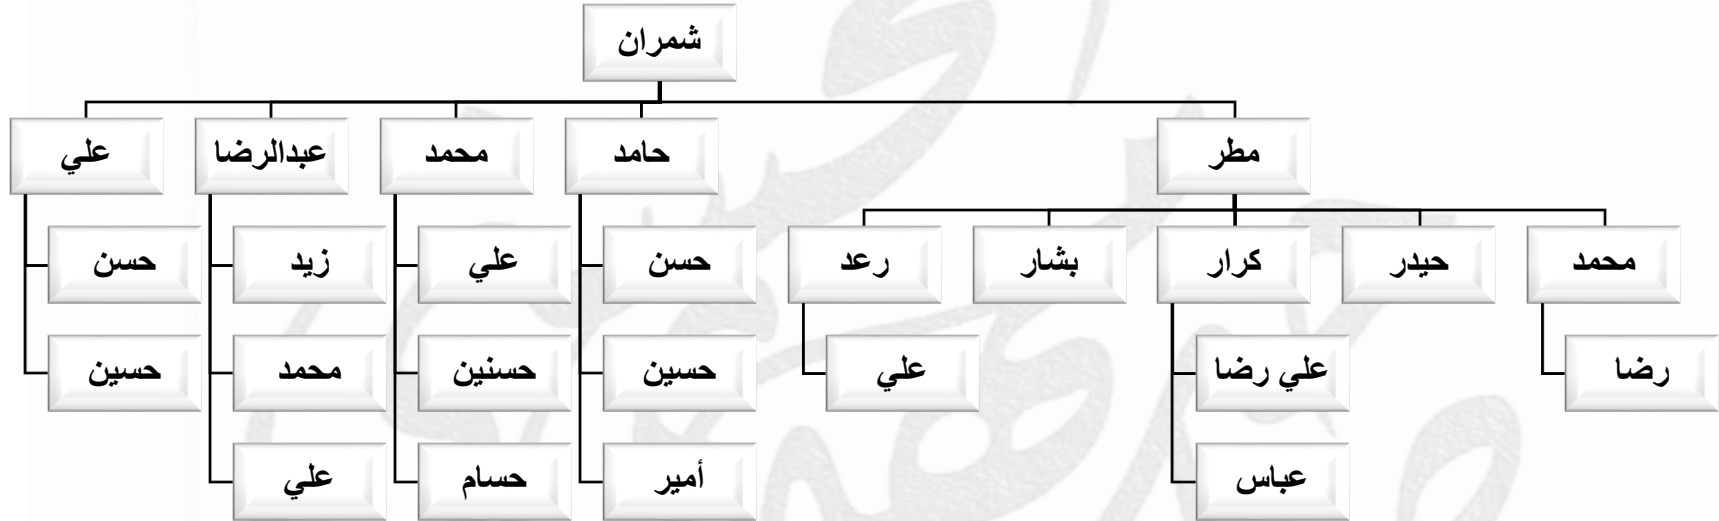 شمران
مطر
حامد
محمد
عبدالرضا
علي
محمد
حيدر
كرار
بشار
رعد
حسن
علي
زيد
حسن
رضا
علي رضا
علي
حسين
حسنين
محمد
حسين
عباس
أمير
حسام
علي